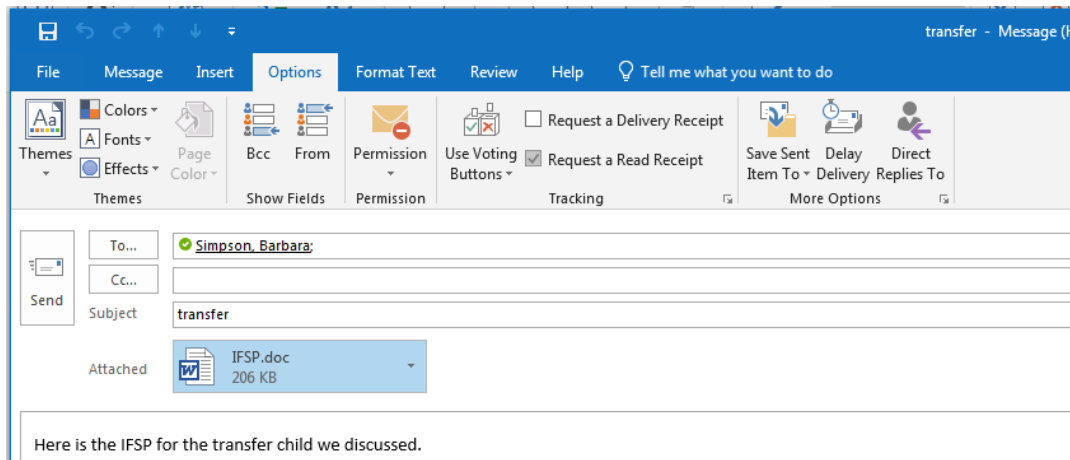 transfer - Message (H
File Message Insert Options Format Text Review Help Tell me what you want to do
Aa Colors Request a Delivery Receipt
A Fonts
Themes Effects Page Color Bcc From Permission Use Voting Buttons Request a Read Receipt Save Sent Item To Delay Delivery Direct Replies To
Themes Show Fields Permission Tracking More Options
To... Simpson, Barbara;
Cc...
Send
Subject transfer
Attached IFSP.doc
206 KB
Here is the IFSP for the transfer child we discussed.